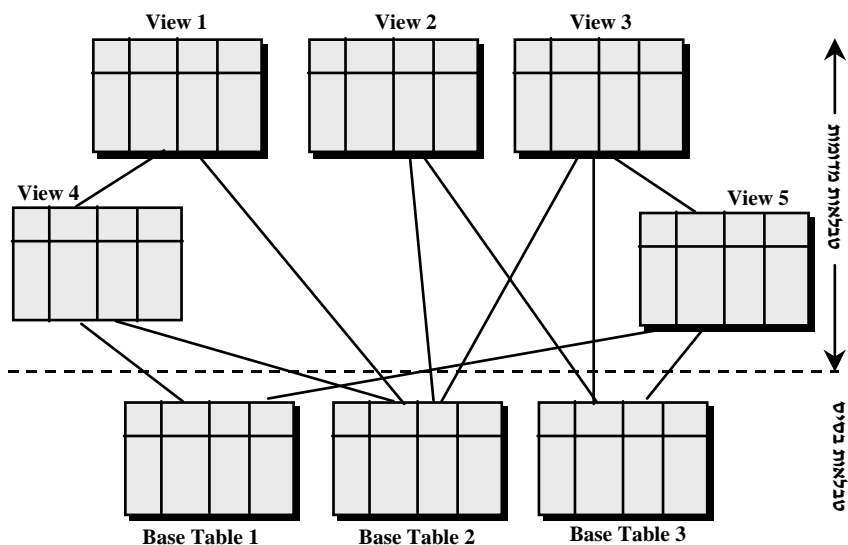 View 1
View 2
View 3
View 4
View 5
טבלאות מדומות
טבלאות בסיס
Base Table 1
Base Table 2
Base Table 3